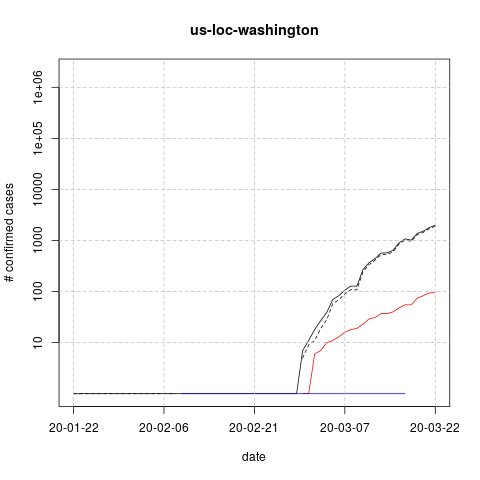 us-loc-washington
# confirmed cases
1e+06
1e+05
10000
1000
100
10
20-01-22
20-02-06
20-02-21
20-03-07
20-03-22
date